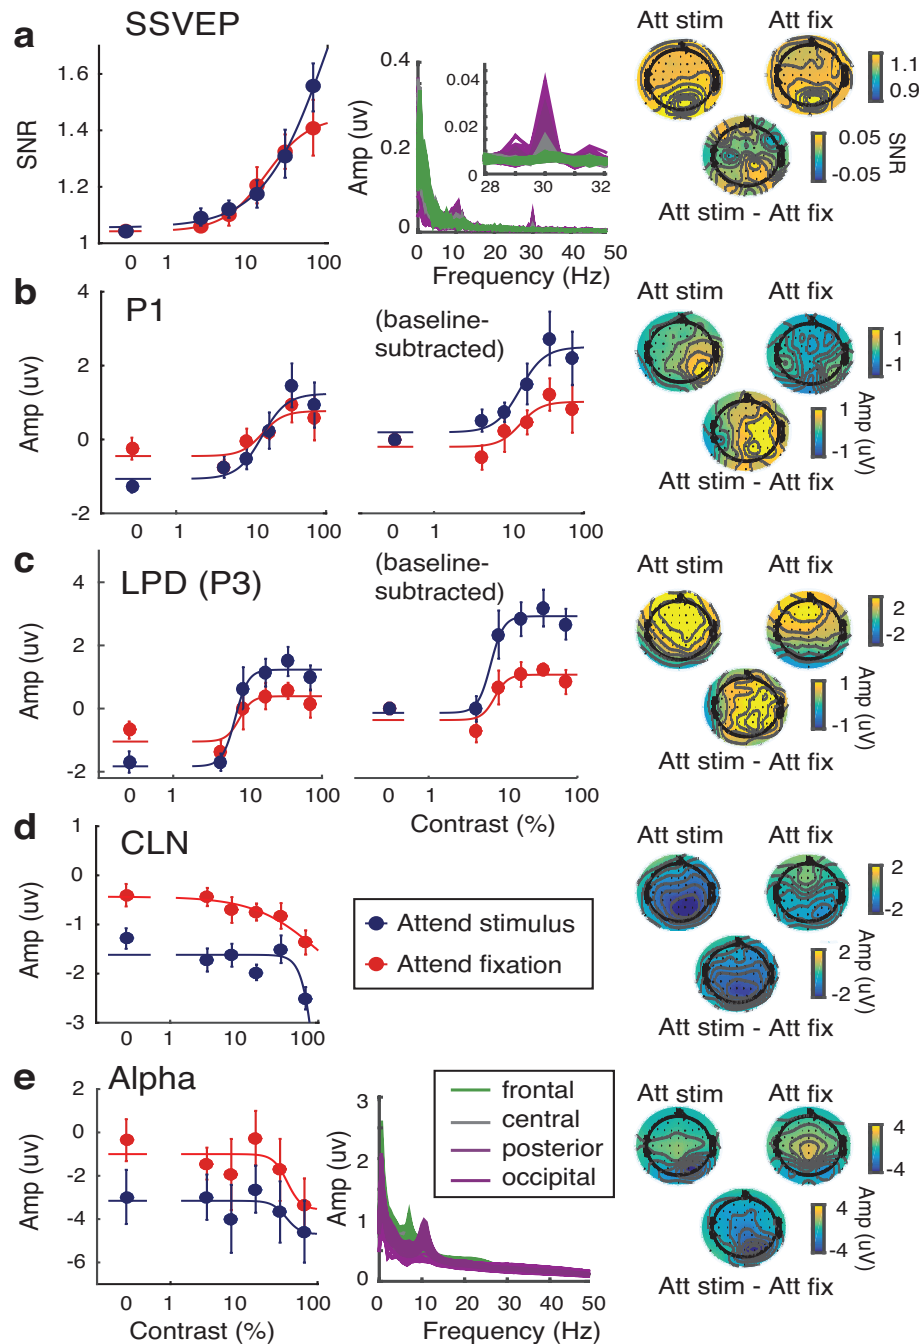 a
SSVEP
SNR
1.6
1.4
1.2
1
0 1 10 100
Amp (uv)
0.4
0.2
0
0.04
0.02
0
28 30 32
0 10 20 30 40 50
Frequency (Hz)
Att stim Att fix
1.1
0.9
0.05
-0.05
SNR
Att stim - Att fix
b
P1
Amp (uv)
4
2
0
-2
0 1 10 100
(baseline-
subtracted)
0 1 10 100
Att stim Att fix
1
-1
1
-1
Amp (uV)
Att stim - Att fix
c
LPD (P3)
Amp (uv)
4
2
0
-2
0 1 10 100
(baseline-
subtracted)
0 1 10 100
Contrast (%)
Att stim Att fix
2
-2
1
-1
Amp (uV)
Att stim - Att fix
d
CLN
Amp (uv)
1
0
-1
-2
-3
0 1 10 100
Attend stimulus
Attend fixation
Att stim Att fix
2
-2
2
-2
Amp (uV)
Att stim - Att fix
e
Alpha
Amp (uv)
2
0
-2
-4
-6
0 1 10 100
Contrast (%)
frontal
central
posterior
occipital
Amp (uv)
3
2
1
0
0 10 20 30 40 50
Frequency (Hz)
Att stim Att fix
4
-4
4
-4
Amp (uV)
Att stim - Att fix